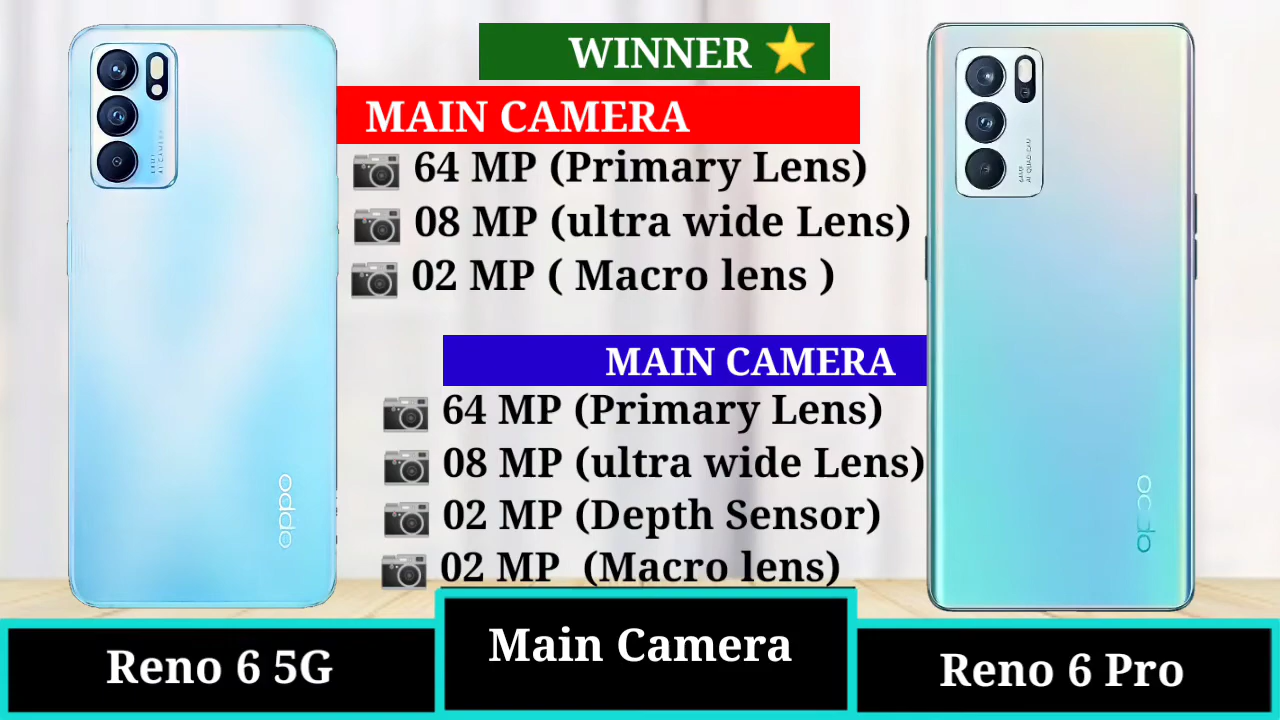 WINNER ⭐
MAIN CAMERA
64 MP (Primary Lens)
08 MP (ultra wide Lens)
02 MP ( Macro lens )
MAIN CAMERA
64 MP (Primary Lens)
08 MP (ultra wide Lens)
02 MP (Depth Sensor)
02 MP (Macro lens)
oppo
Reno 6 5G
Main Camera
Reno 6 Pro